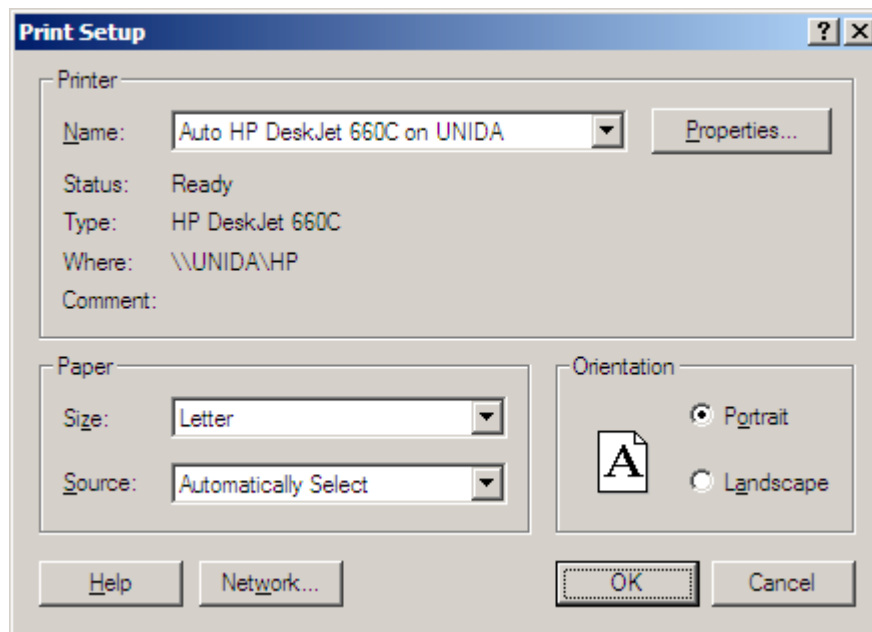 Print Setup
Printer
Name: Auto HP DeskJet 660C on UNIDA Properties...
Status: Ready
Type: HP DeskJet 660C
Where: \\UNIDA\HP
Comment:
Paper
Size: Letter
Source: Automatically Select
Orientation
A
Portrait
Landscape
Help Network... OK Cancel